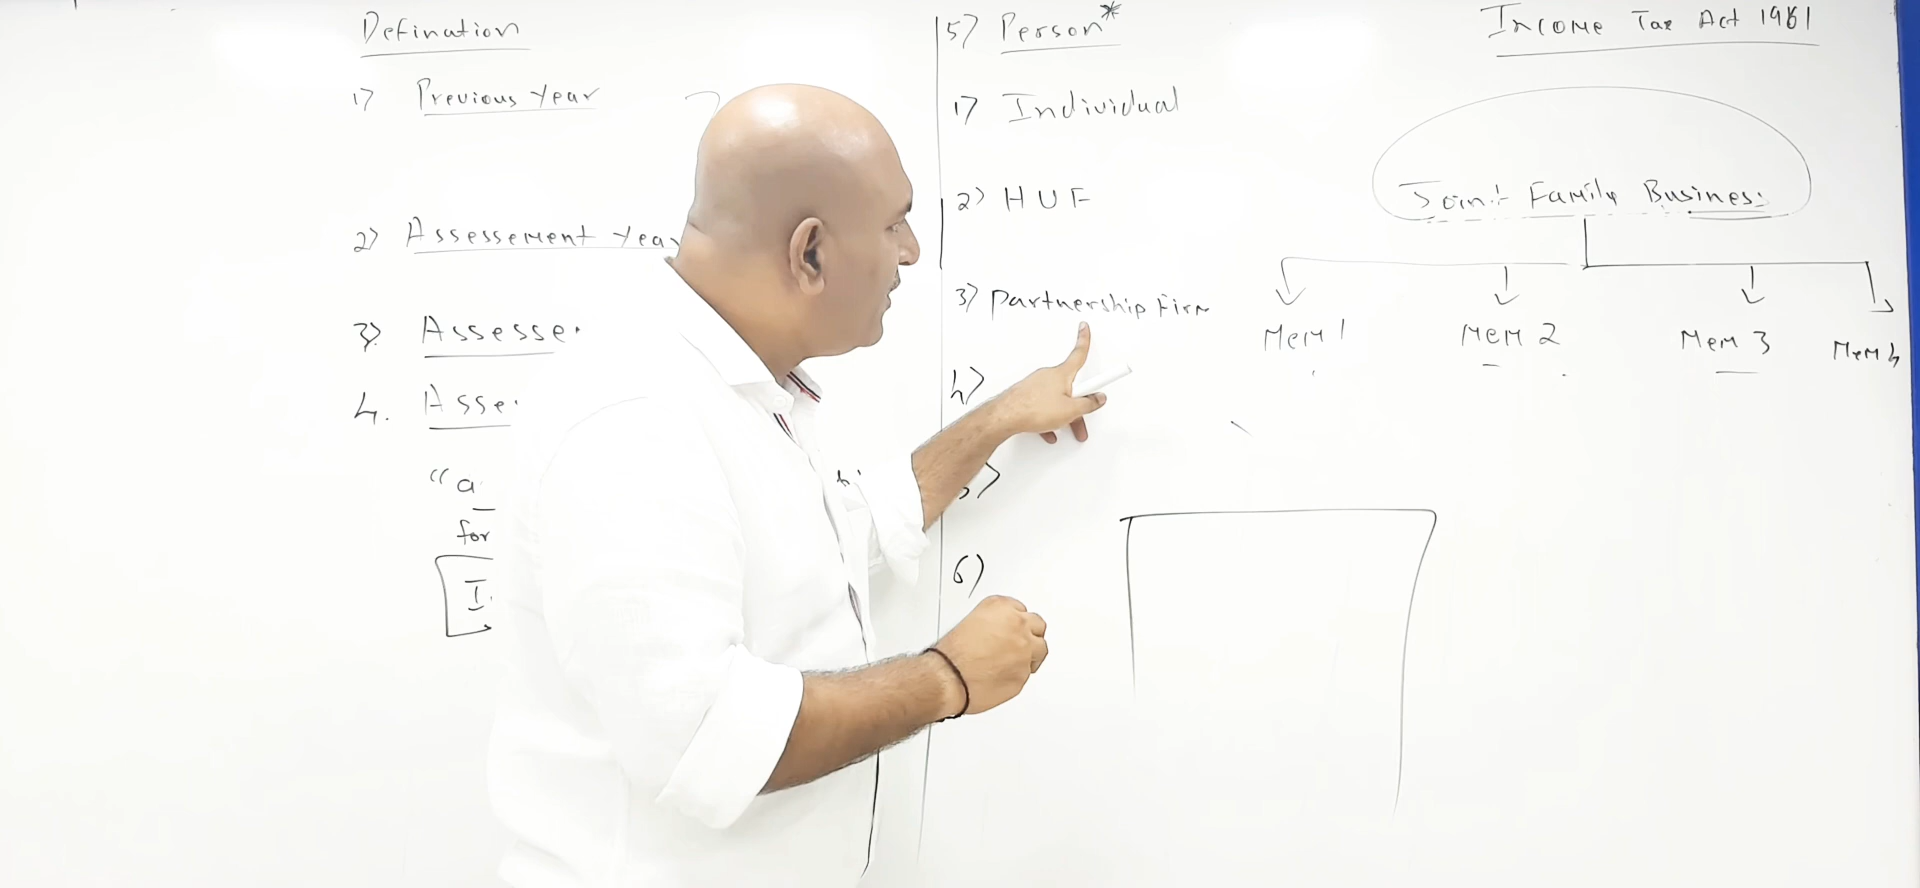 Defination
1) Previous Year
2) Assessement Year
3) Assesse
4. Asse
"a
for
I.
5) Person*
1) Individual
2) HUF
3) Partnership Firm
4)
5)
6)
Income Tax Act 1961
Joint Family Business
Mem 1 Mem 2 Mem 3 Mem 4